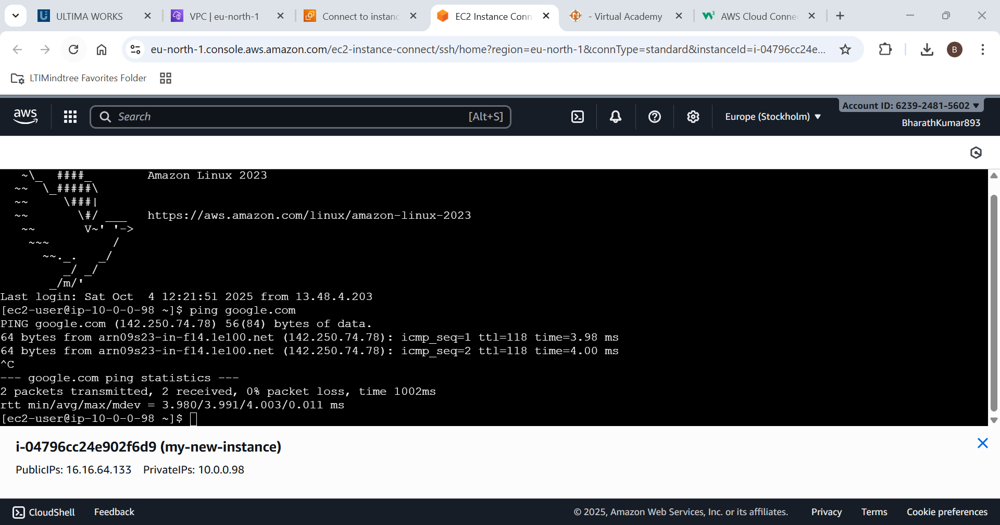 ULTIMA WORKS
VPC | eu-north-1
Connect to instanc
EC2 Instance Conn
- Virtual Academy
AWS Cloud Conne
eu-north-1.console.aws.amazon.com/ec2-instance-connect/ssh/home?region=eu-north-1&connType=standard&instanceId=i-04796cc24e...
B
LTIMindtree Favorites Folder
aws
Search
[Alt+S]
Europe (Stockholm) ▼
Account ID: 6239-2481-5602 ▼
BharathKumar893
   ~\_  ####_        Amazon Linux 2023
  ~~  \_#####\
  ~~     \###|
  ~~       \#/ ___   https://aws.amazon.com/linux/amazon-linux-2023
   ~~       V~' '->
    ~~~         /
      ~~._.   _/
         _/ _/
       _/m/'
Last login: Sat Oct  4 12:21:51 2025 from 13.48.4.203
[ec2-user@ip-10-0-0-98 ~]$ ping google.com
PING google.com (142.250.74.78) 56(84) bytes of data.
64 bytes from arn09s23-in-f14.1e100.net (142.250.74.78): icmp_seq=1 ttl=118 time=3.98 ms
64 bytes from arn09s23-in-f14.1e100.net (142.250.74.78): icmp_seq=2 ttl=118 time=4.00 ms
^C
--- google.com ping statistics ---
2 packets transmitted, 2 received, 0% packet loss, time 1002ms
rtt min/avg/max/mdev = 3.980/3.991/4.003/0.011 ms
[ec2-user@ip-10-0-0-98 ~]$
i-04796cc24e902f6d9 (my-new-instance)
PublicIPs: 16.16.64.133 PrivateIPs: 10.0.0.98
CloudShell Feedback © 2025, Amazon Web Services, Inc. or its affiliates. Privacy Terms Cookie preferences